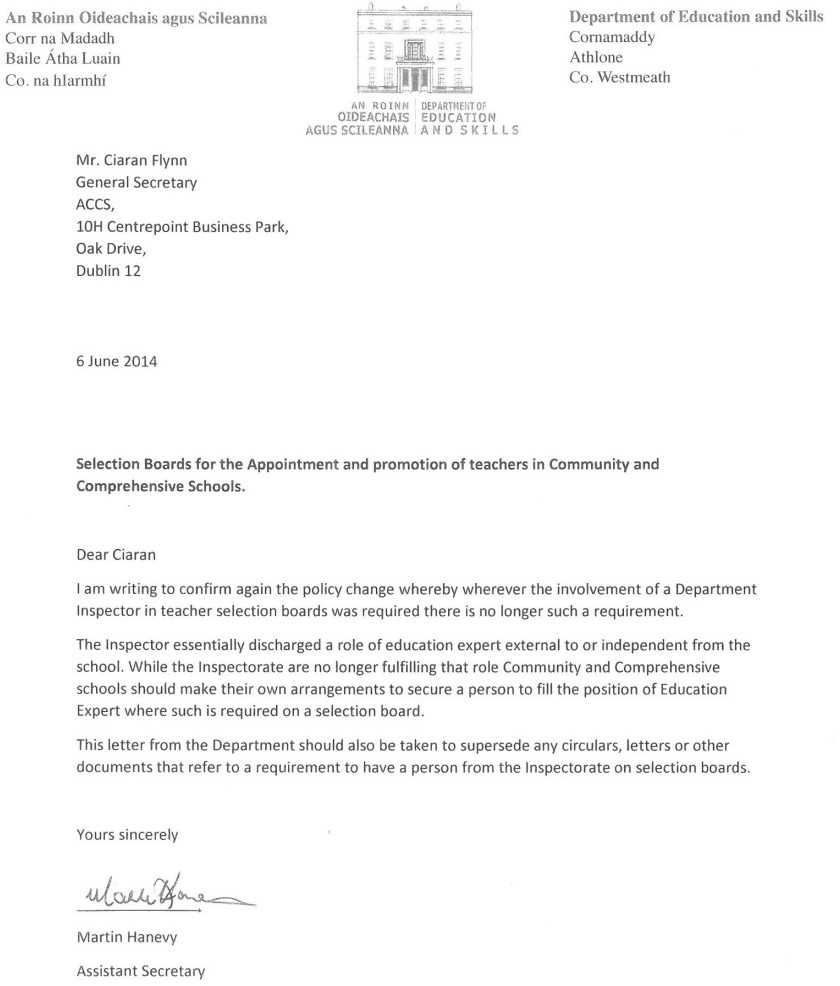 An Roinn Oideachais agus Scileanna
Corr na Madadh
Baile Átha Luain
Co. na hIarmhí
Department of Education and Skills
Cornamaddy
Athlone
Co. Westmeath
AN ROINN
OIDEACHAIS
AGUS SCILEANNA
DEPARTMENT OF
EDUCATION
AND SKILLS
Mr. Ciaran Flynn
General Secretary
ACCS,
10H Centrepoint Business Park,
Oak Drive,
Dublin 12
6 June 2014
Selection Boards for the Appointment and promotion of teachers in Community and
Comprehensive Schools.
Dear Ciaran
I am writing to confirm again the policy change whereby wherever the involvement of a Department
Inspector in teacher selection boards was required there is no longer such a requirement.
The Inspector essentially discharged a role of education expert external to or independent from the
school. While the Inspectorate are no longer fulfilling that role Community and Comprehensive
schools should make their own arrangements to secure a person to fill the position of Education
Expert where such is required on a selection board.
This letter from the Department should also be taken to supersede any circulars, letters or other
documents that refer to a requirement to have a person from the Inspectorate on selection boards.
Yours sincerely
Martin Hanevy
Assistant Secretary